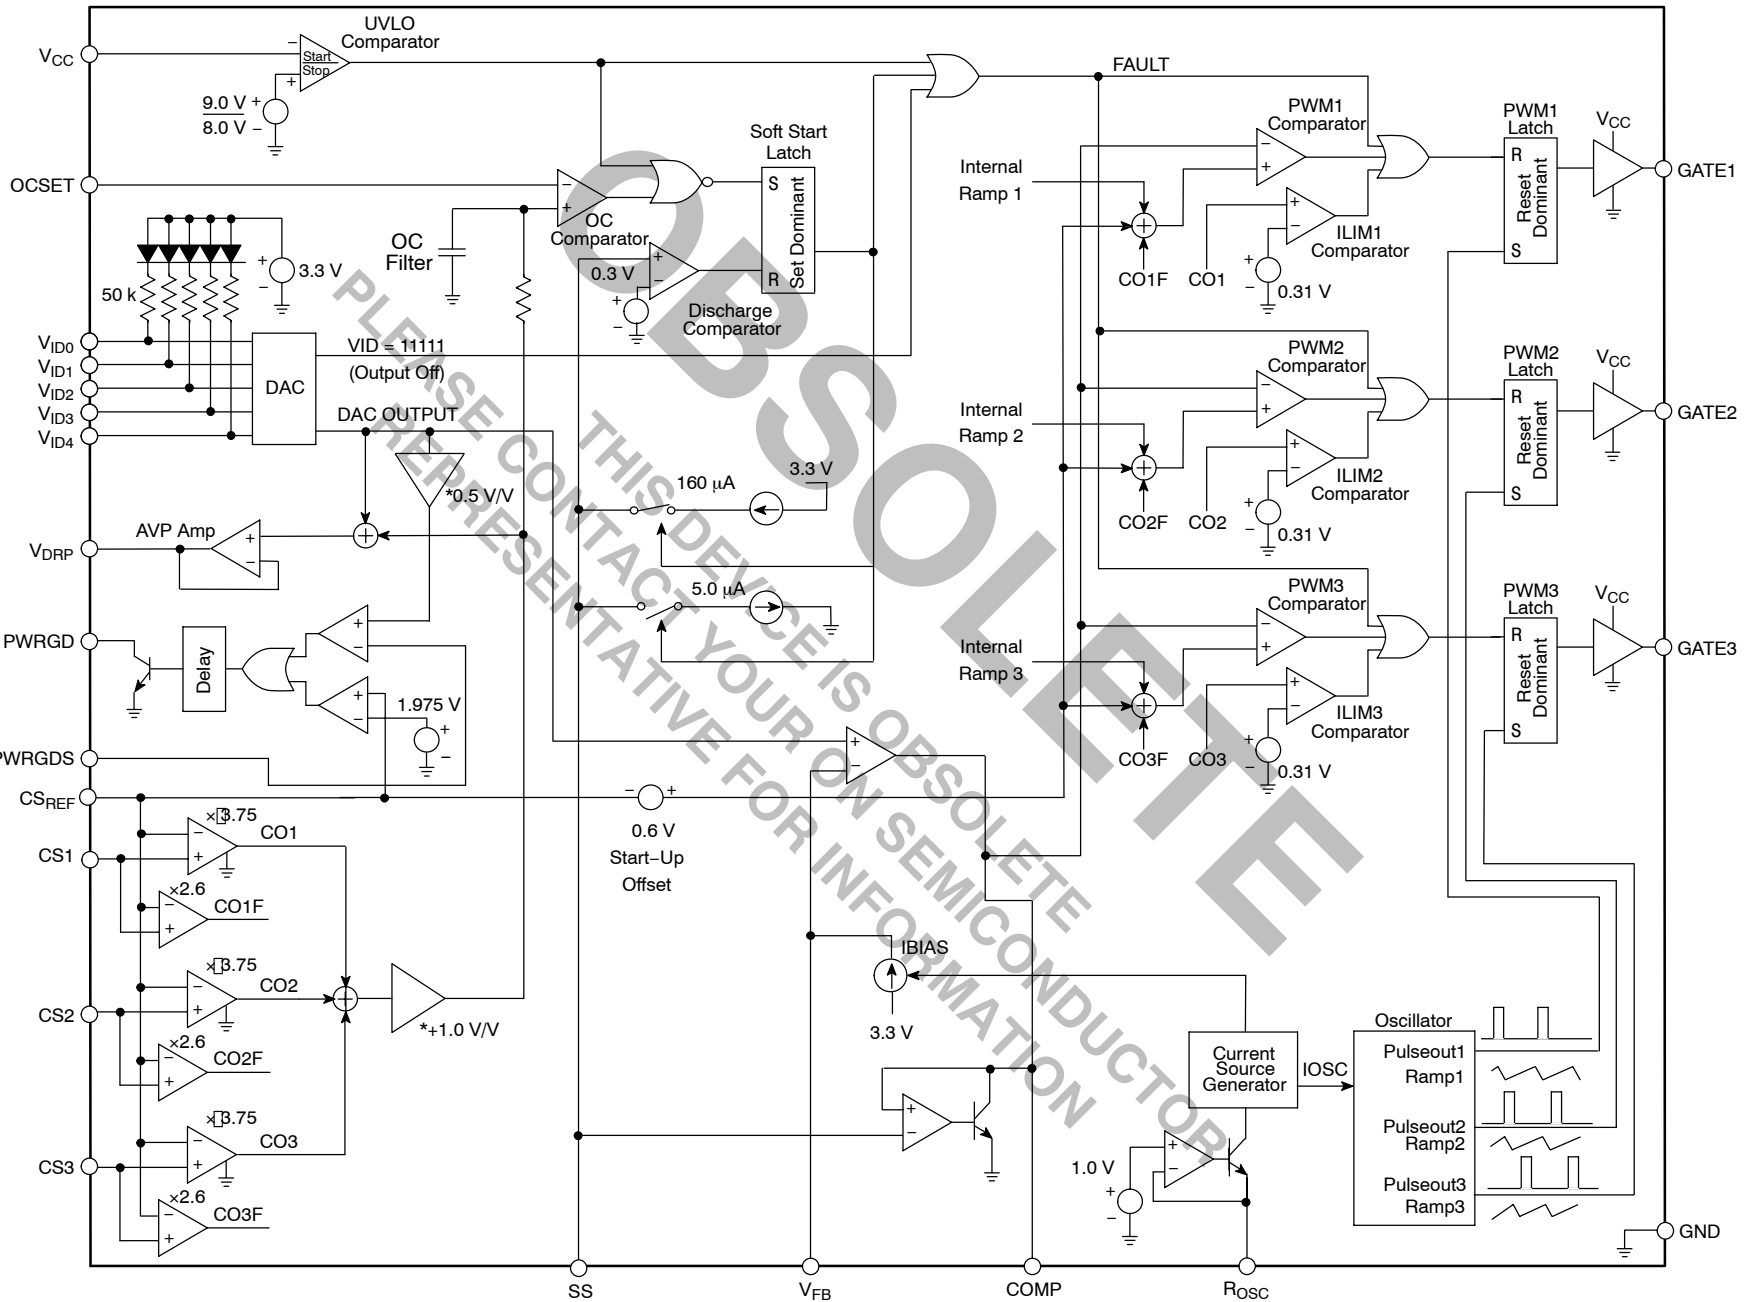 UVLO
Comparator
VCC
Start
Stop
−
+
9.0 V
8.0 V
+
−
FAULT
OCSET
Soft Start
Latch
S
R
Set Dominant
−
+
OC
Comparator
OC
Filter
0.3 V
+
−
+
−
Discharge
Comparator
50 k
+
−
3.3 V
VID0
VID1
VID2
VID3
VID4
DAC
VID = 11111
(Output Off)
DAC OUTPUT
*0.5 V/V
AVP Amp
+
−
VDRP
160 μA
3.3 V
5.0 μA
PWRGD
Delay
+
−
+
−
1.975 V
+
−
PWRGDS
CSREF
−
+
0.6 V
Start−Up
Offset
+
−
×▯3.75
CO1
−
+
CS1
×2.6
CO1F
−
+
×▯3.75
CO2
−
+
CS2
×2.6
CO2F
−
+
×▯3.75
CO3
−
+
CS3
×2.6
CO3F
−
+
*+1.0 V/V
Internal
Ramp 1
CO1F
CO1
PWM1
Comparator
−
+
+
−
ILIM1
Comparator
+
−
0.31 V
PWM1
Latch
R
S
Reset
Dominant
VCC
GATE1
Internal
Ramp 2
CO2F
CO2
PWM2
Comparator
−
+
+
−
ILIM2
Comparator
+
−
0.31 V
PWM2
Latch
R
S
Reset
Dominant
VCC
GATE2
Internal
Ramp 3
CO3F
CO3
PWM3
Comparator
−
+
+
−
ILIM3
Comparator
+
−
0.31 V
PWM3
Latch
R
S
Reset
Dominant
VCC
GATE3
IBIAS
3.3 V
+
−
Current
Source
Generator
IOSC
1.0 V
+
−
+
−
Oscillator
Pulseout1
Ramp1
Pulseout2
Ramp2
Pulseout3
Ramp3
GND
SS
VFB
COMP
ROSC
OBSOLETE
THIS DEVICE IS OBSOLETE
PLEASE CONTACT YOUR ON SEMICONDUCTOR
REPRESENTATIVE FOR INFORMATION